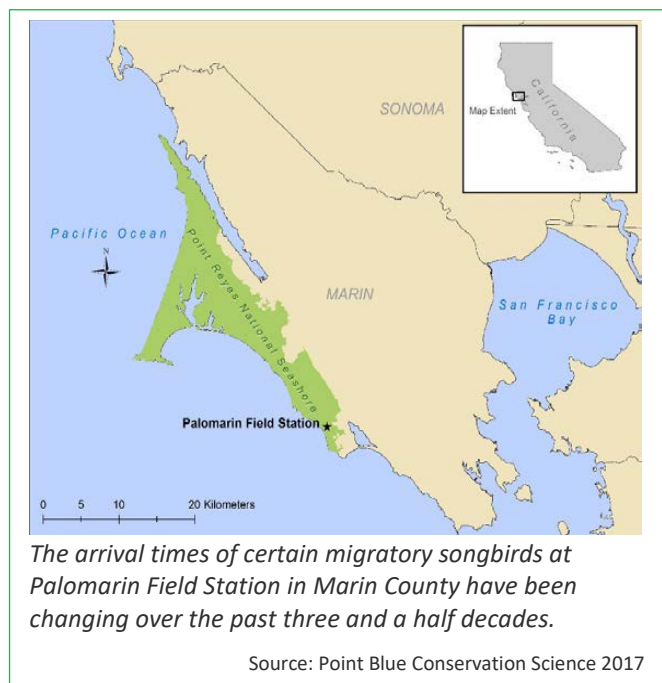 SONOMA
California
Map Extent
Pacific Ocean
N
Point Reyes National Seashore
MARIN
San Francisco
Bay
Palomarin Field Station
0 5 10 20 Kilometers
The arrival times of certain migratory songbirds at
Palomarin Field Station in Marin County have been
changing over the past three and a half decades.
Source: Point Blue Conservation Science 2017